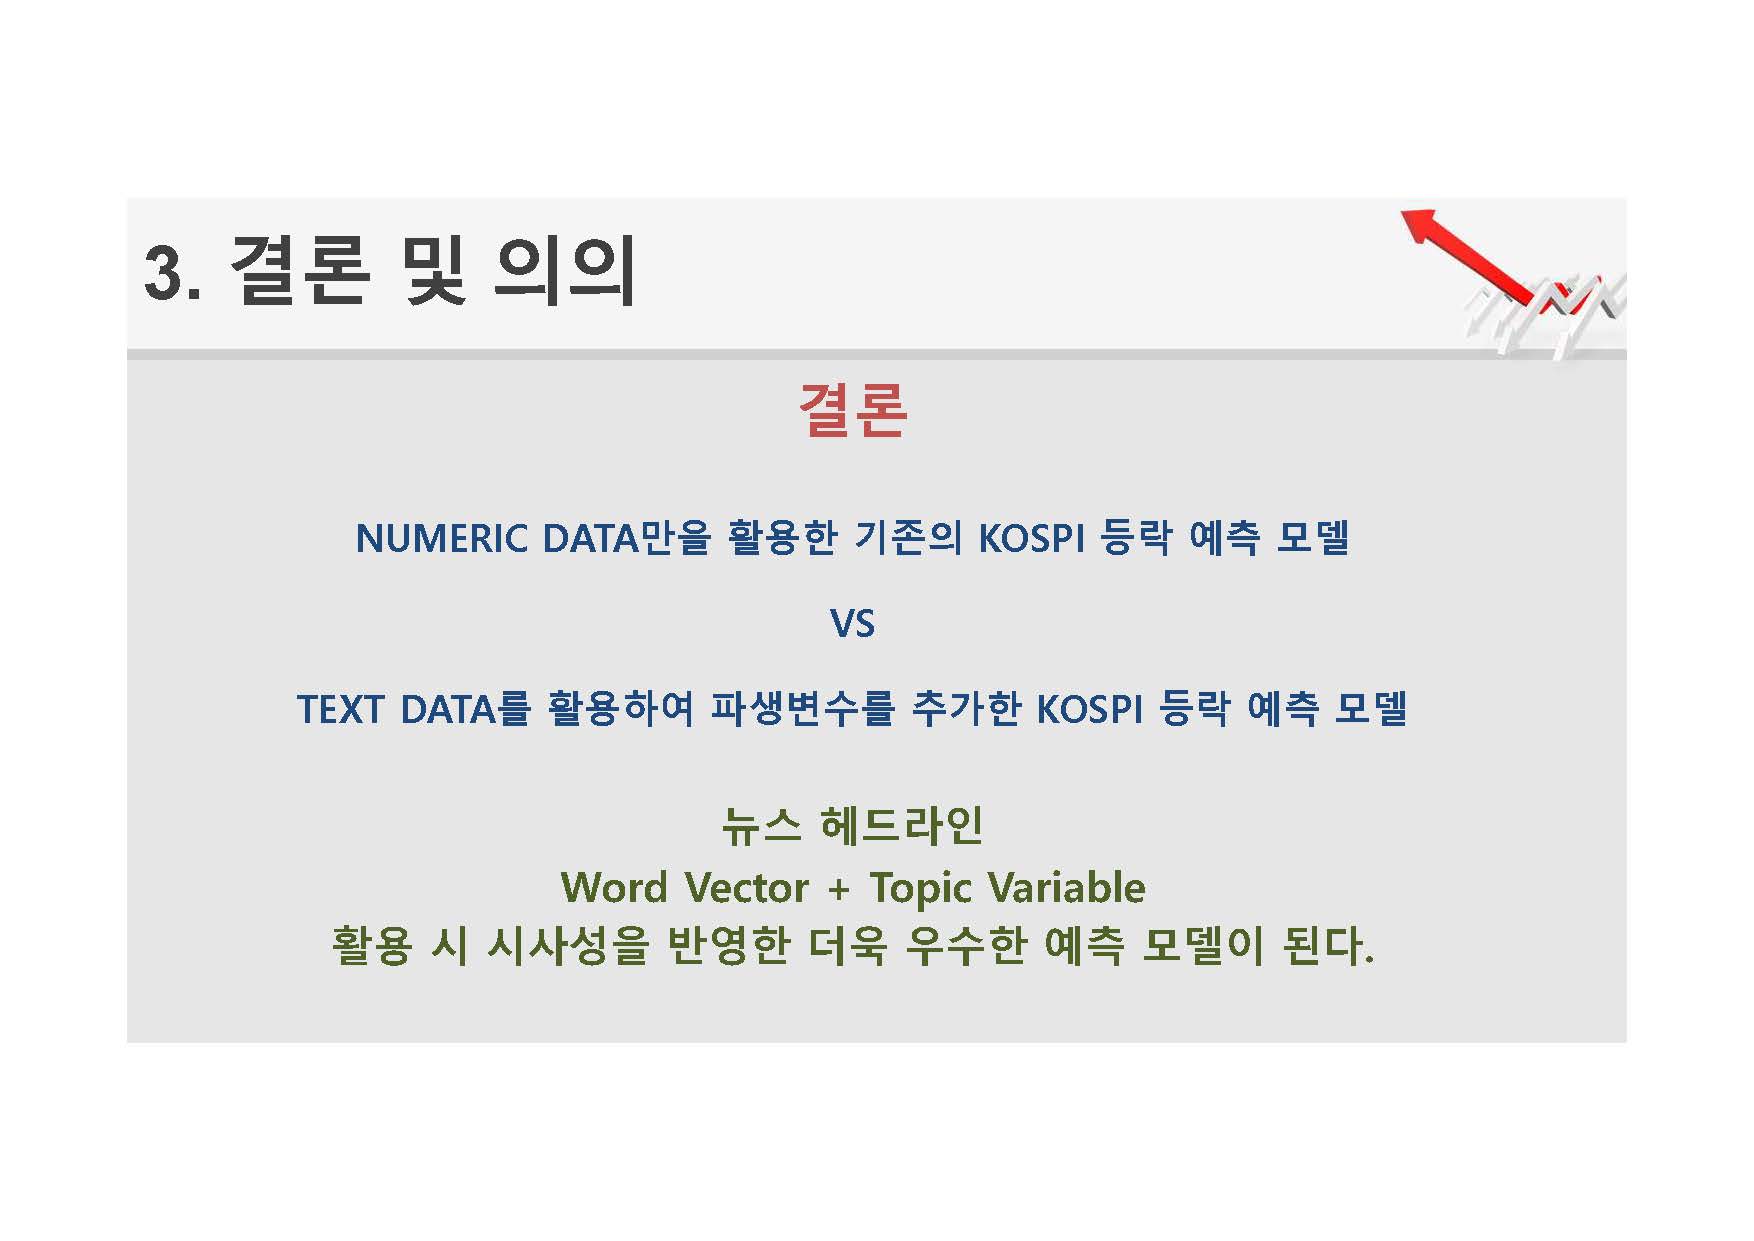 3. 결론 및 의의
결론
NUMERIC DATA만을 활용한 기존의 KOSPI 등락 예측 모델
VS
TEXT DATA를 활용하여 파생변수를 추가한 KOSPI 등락 예측 모델
뉴스 헤드라인
Word Vector + Topic Variable
활용 시 시사성을 반영한 더욱 우수한 예측 모델이 된다.